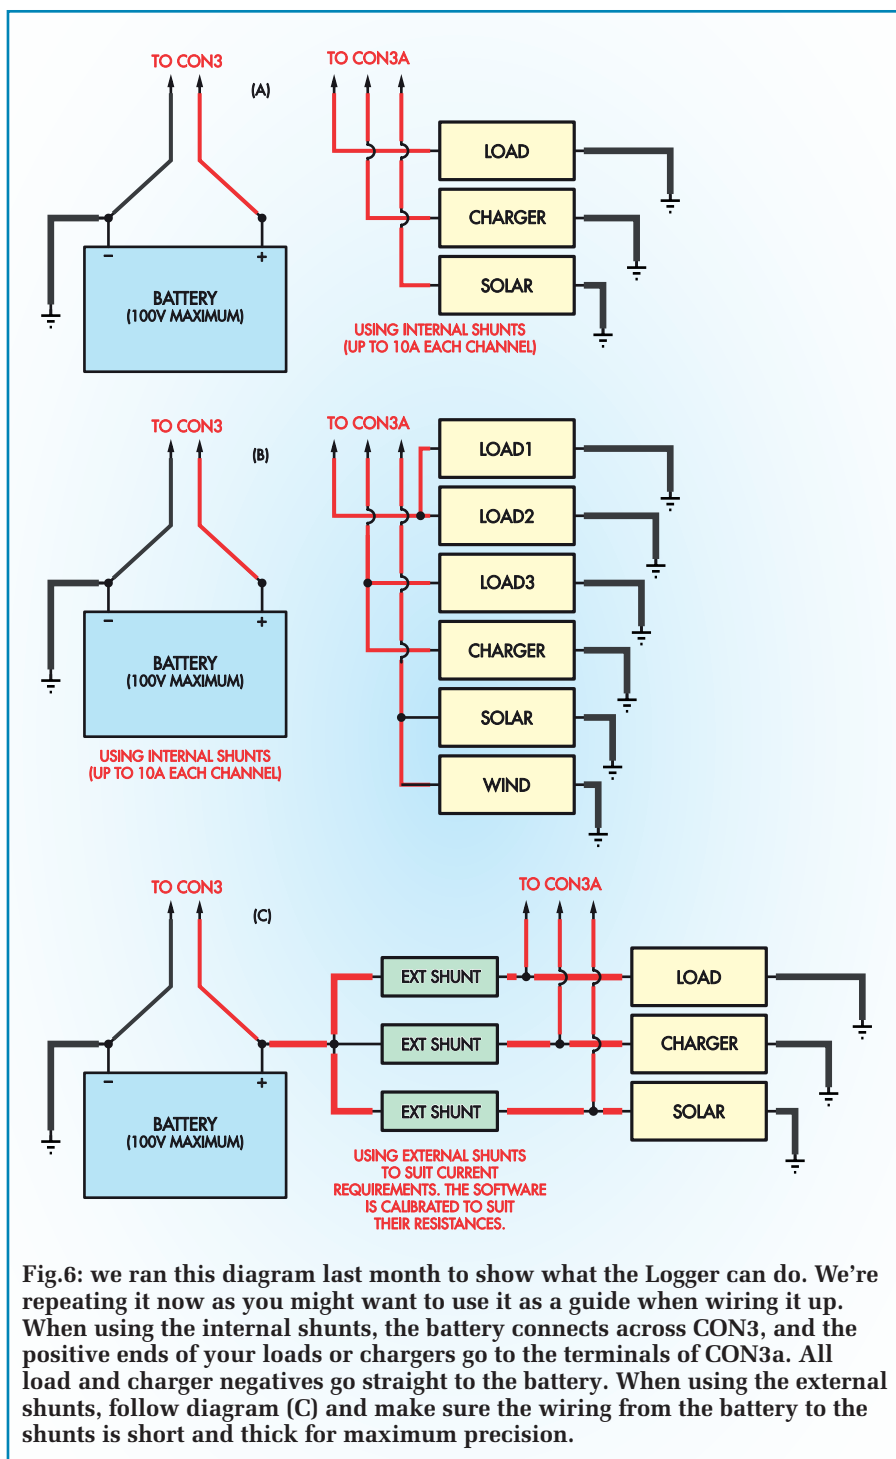 TO CON3
(A)
TO CON3A
LOAD
CHARGER
SOLAR
–
+
BATTERY
(100V MAXIMUM)
USING INTERNAL SHUNTS
(UP TO 10A EACH CHANNEL)
TO CON3
(B)
TO CON3A
LOAD1
LOAD2
LOAD3
CHARGER
SOLAR
WIND
–
+
BATTERY
(100V MAXIMUM)
USING INTERNAL SHUNTS
(UP TO 10A EACH CHANNEL)
TO CON3
(C)
TO CON3A
EXT SHUNT
LOAD
EXT SHUNT
CHARGER
EXT SHUNT
SOLAR
–
+
BATTERY
(100V MAXIMUM)
USING EXTERNAL SHUNTS
TO SUIT CURRENT
REQUIREMENTS. THE SOFTWARE
IS CALIBRATED TO SUIT
THEIR RESISTANCES.
Fig.6: we ran this diagram last month to show what the Logger can do. We’re
repeating it now as you might want to use it as a guide when wiring it up.
When using the internal shunts, the battery connects across CON3, and the
positive ends of your loads or chargers go to the terminals of CON3a. All
load and charger negatives go straight to the battery. When using the external
shunts, follow diagram (C) and make sure the wiring from the battery to the
shunts is short and thick for maximum precision.